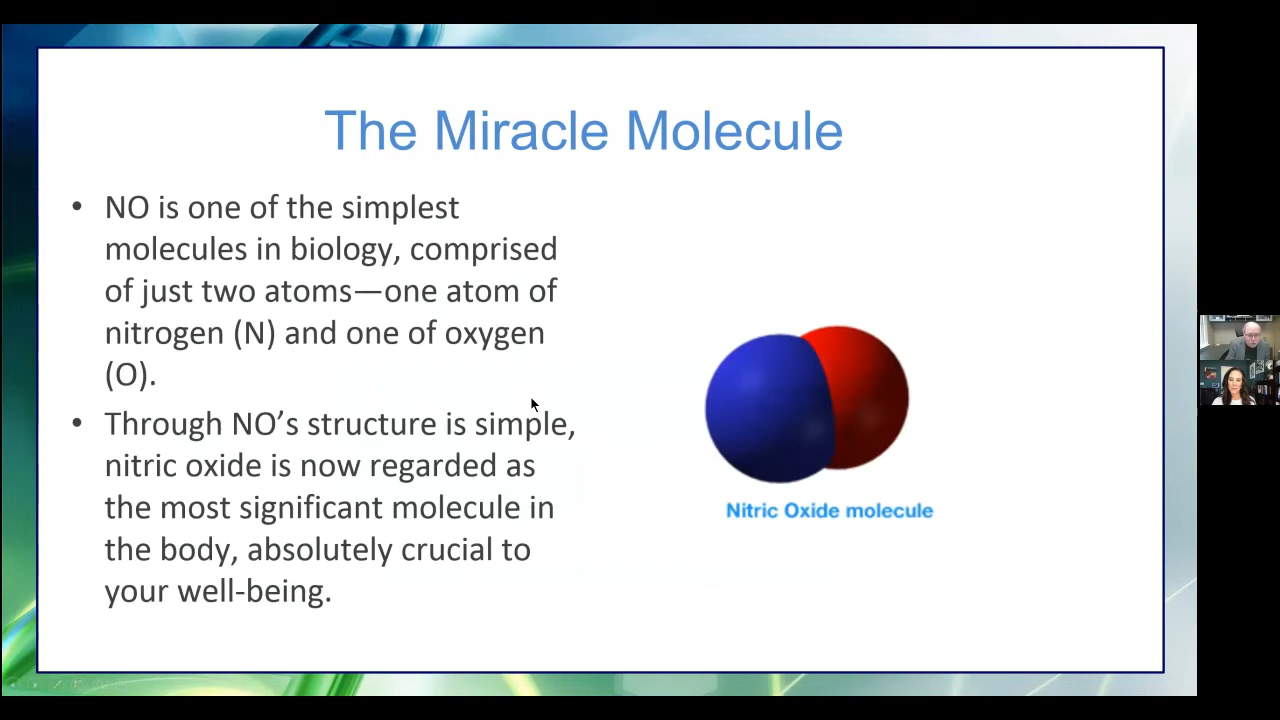 The Miracle Molecule
• NO is one of the simplest
molecules in biology, comprised
of just two atoms—one atom of
nitrogen (N) and one of oxygen
(O).
• Through NO’s structure is simple,
nitric oxide is now regarded as
the most significant molecule in
the body, absolutely crucial to
your well-being.
Nitric Oxide molecule